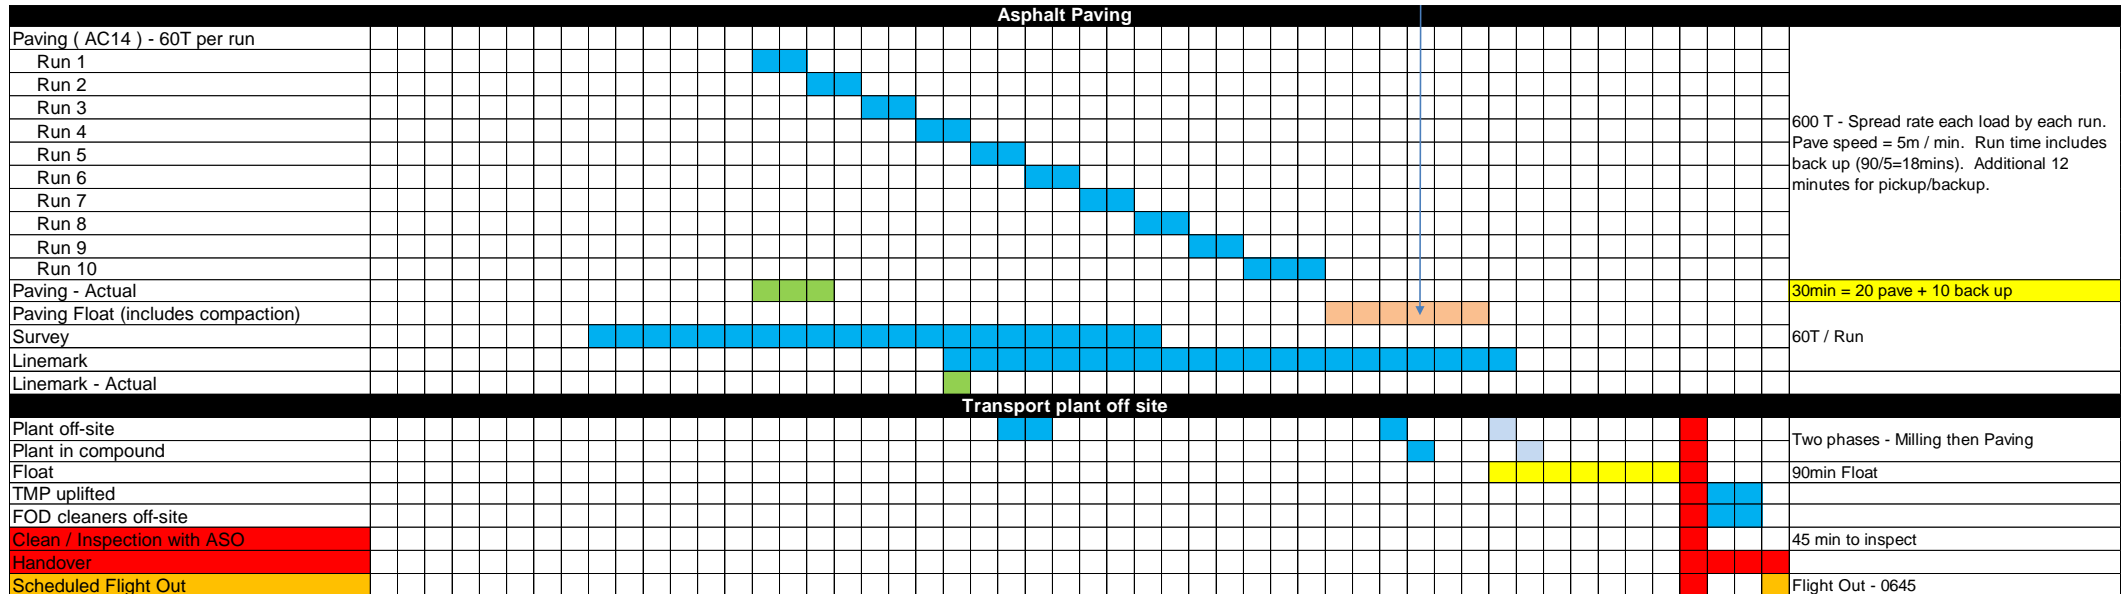 Asphalt Paving
Paving ( AC14 ) - 60T per run
Run 1
Run 2
Run 3
Run 4
Run 5
Run 6
Run 7
Run 8
Run 9
Run 10
600 T - Spread rate each load by each run.
Pave speed = 5m / min. Run time includes
back up (90/5=18mins). Additional 12
minutes for pickup/backup.
Paving - Actual
30min = 20 pave + 10 back up
Paving Float (includes compaction)
Survey
60T / Run
Linemark
Linemark - Actual
Transport plant off site
Plant off-site
Two phases - Milling then Paving
Plant in compound
Float
90min Float
TMP uplifted
FOD cleaners off-site
Clean / Inspection with ASO
45 min to inspect
Handover
Scheduled Flight Out
Flight Out - 0645